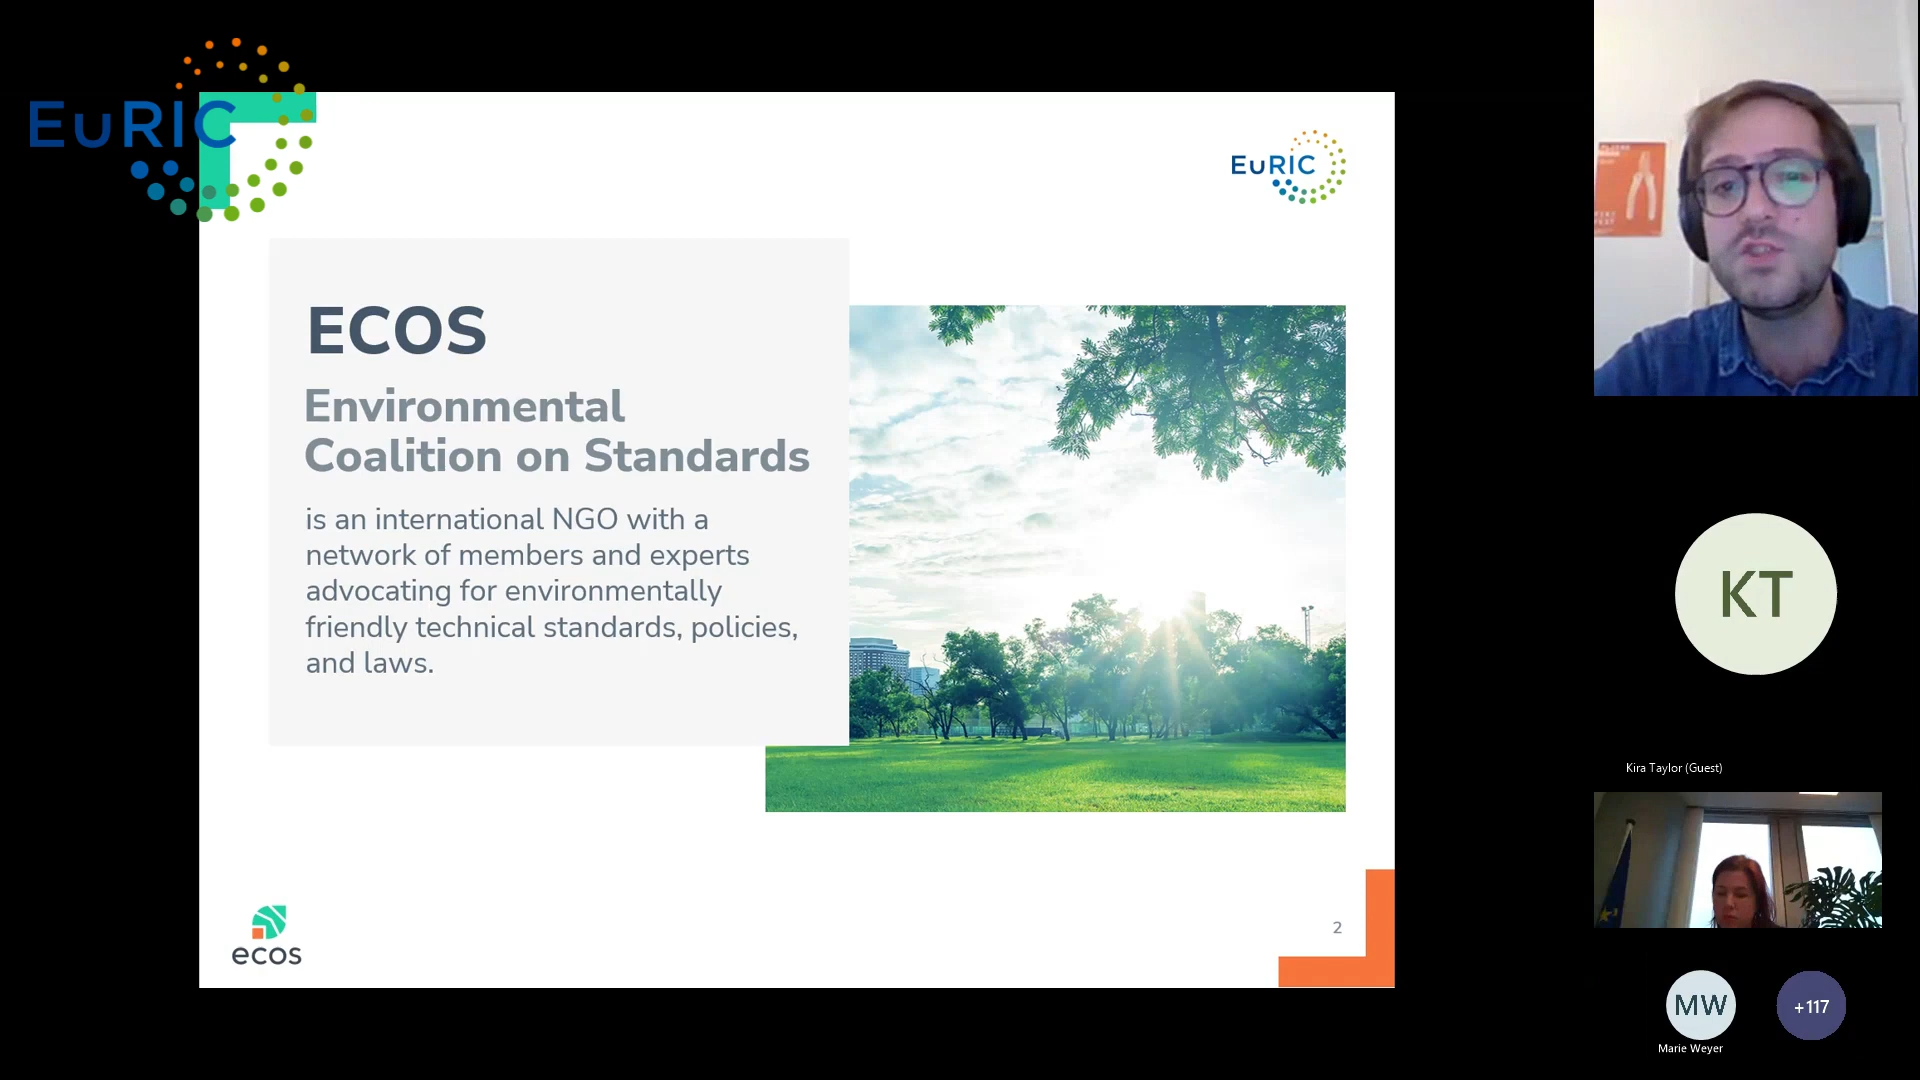 EuRIC
EuRIC
ECOS
Environmental
Coalition on Standards
is an international NGO with a
network of members and experts
advocating for environmentally
friendly technical standards, policies,
and laws.
ecos
2
KT
Kira Taylor (Guest)
MW
+117
Marie Weyer